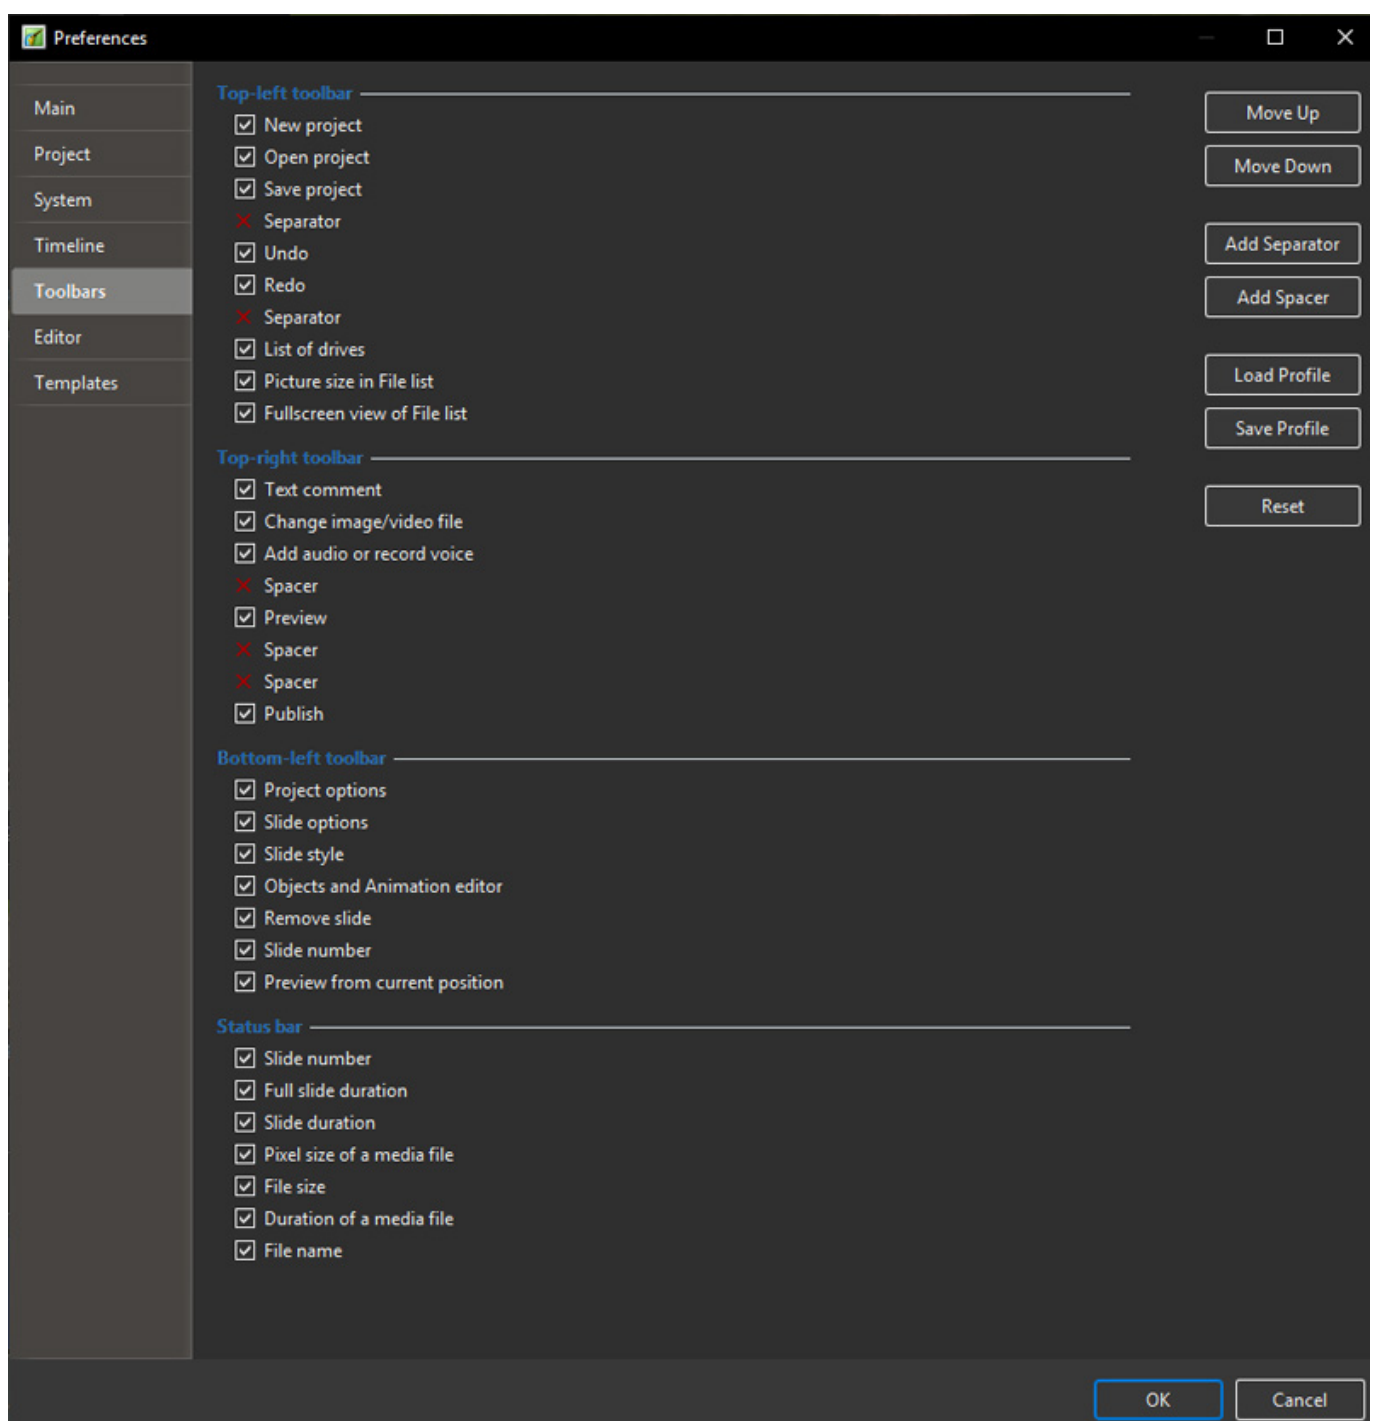 Preferences
Main
Project
System
Timeline
Toolbars
Editor
Templates
Top-left toolbar
New project
Open project
Save project
Separator
Undo
Redo
Separator
List of drives
Picture size in File list
Fullscreen view of File list
Top-right toolbar
Text comment
Change image/video file
Add audio or record voice
Spacer
Preview
Spacer
Spacer
Publish
Bottom-left toolbar
Project options
Slide options
Slide style
Objects and Animation editor
Remove slide
Slide number
Preview from current position
Status bar
Slide number
Full slide duration
Slide duration
Pixel size of a media file
File size
Duration of a media file
File name
Move Up
Move Down
Add Separator
Add Spacer
Load Profile
Save Profile
Reset
OK
Cancel